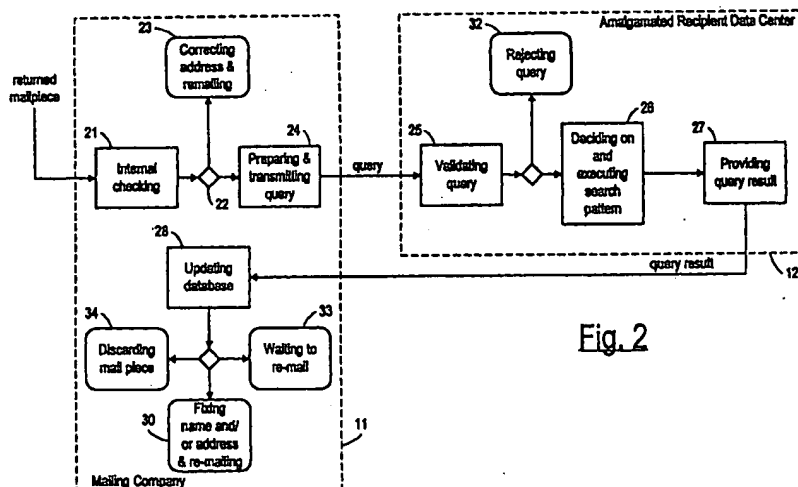 23
Correcting
address &
remailing
returned
mailpiece
21
Internal
checking
22
24
Preparing &
transmitting
query
query
Amalgamated Recipient Data Center
32
Rejecting
query
25
Validating
query
26
Deciding on
and
executing
search
pattern
27
Providing
query result
12
query result
28
Updating
database
34
Discarding
mail piece
33
Waiting to
re-mail
30
Fixing
name and/
or address
& re-mailing
11
Mailing Company
Fig. 2